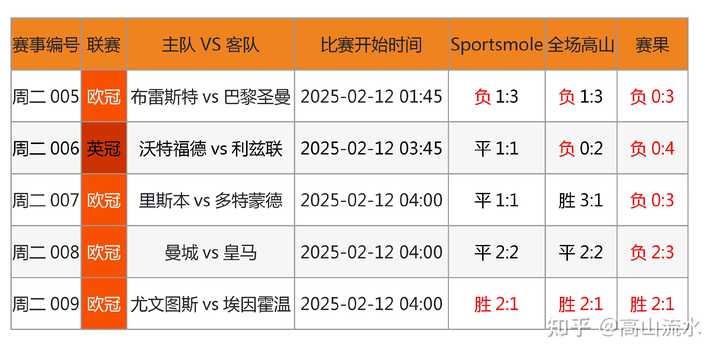 赛事编号 联赛 主队 VS 客队 比赛开始时间 Sportsmole 全场高山 赛果
周二 005 欧冠 布雷斯特 vs 巴黎圣曼 2025-02-12 01:45 负 1:3 负 1:3 负 0:3
周二 006 英冠 沃特福德 vs 利兹联 2025-02-12 03:45 平 1:1 负 0:2 负 0:4
周二 007 欧冠 里斯本 vs 多特蒙德 2025-02-12 04:00 平 1:1 胜 3:1 负 0:3
周二 008 欧冠 曼城 vs 皇马 2025-02-12 04:00 平 2:2 平 2:2 负 2:3
周二 009 欧冠 尤文图斯 vs 埃因霍温 2025-02-12 04:00 胜 2:1 胜 2:1 胜 2:1
知乎 @高山流水